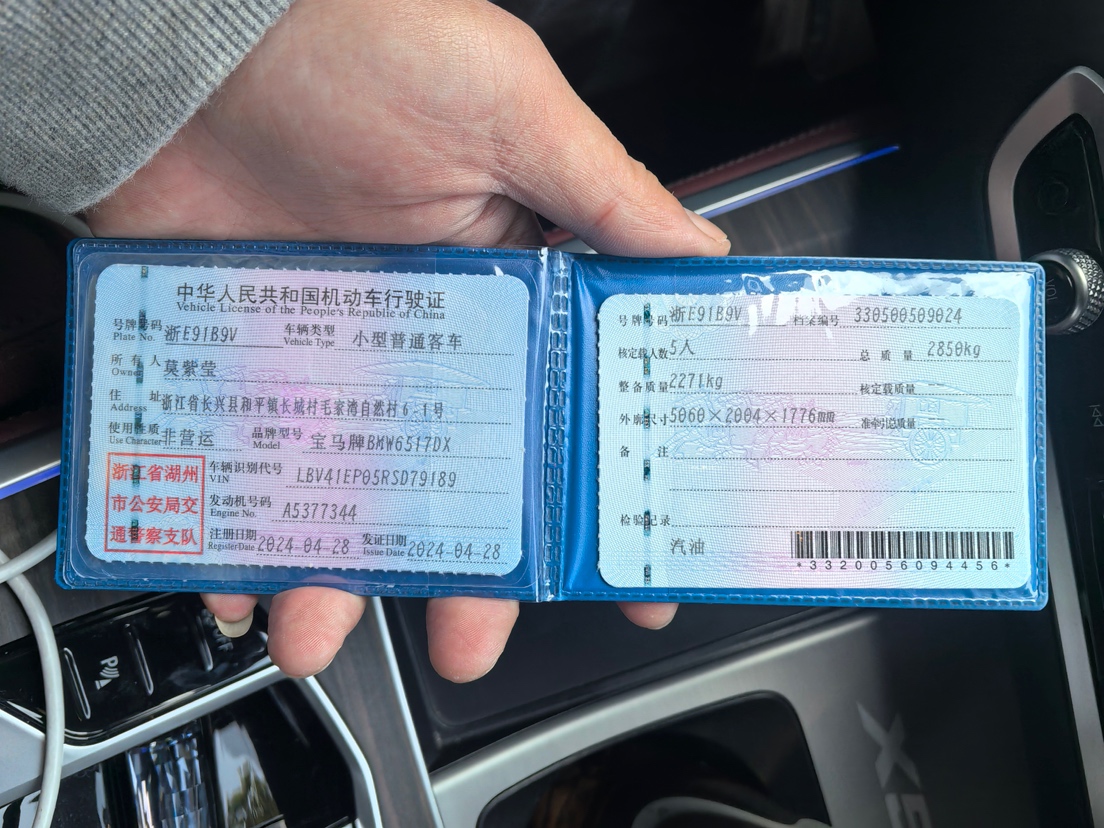 中华人民共和国机动车行驶证
Vehicle License of the People's Republic of China
号牌号码 Plate No. 浙E91B9V 车辆类型 Vehicle Type 小型普通客车
所有人 Owner 莫紫莹
住址 Address 浙江省长兴县和平镇长城村毛家湾自然村6-1号
使用性质 Use Character 非营运 品牌型号 Model 宝马牌BMW6517DX
浙江省湖州
市公安局交
通警察支队
车辆识别代号 VIN LBV41EP05RSD79189
发动机号码 Engine No. A5377344
注册日期 Register Date 2024-04-28 发证日期 Issue Date 2024-04-28
号牌号码 浙E91B9V 档案编号 330500509024
核定载人数 5人 总质量 2850kg
整备质量 2271kg 核定载质量
外廓尺寸 5060×2004×1776mm 准牵引总质量
备注
检验记录
汽油
*3320056094456*
P
VOL
X5